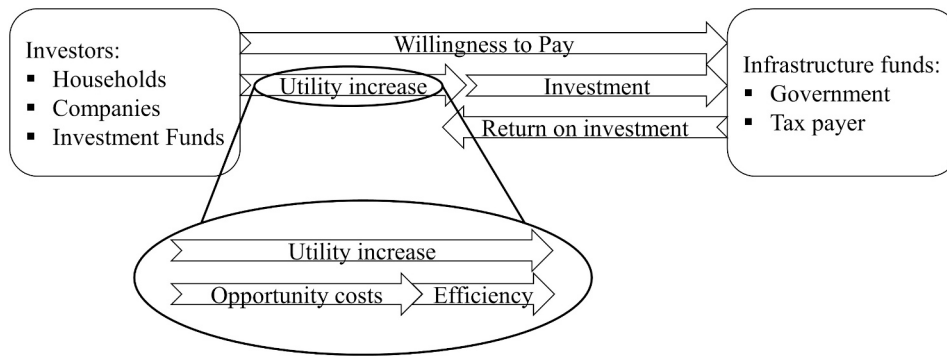 Investors:
▪ Households
▪ Companies
▪ Investment Funds
Willingness to Pay
Utility increase
Investment
Return on investment
Infrastructure funds:
▪ Government
▪ Tax payer
Utility increase
Opportunity costs
Efficiency